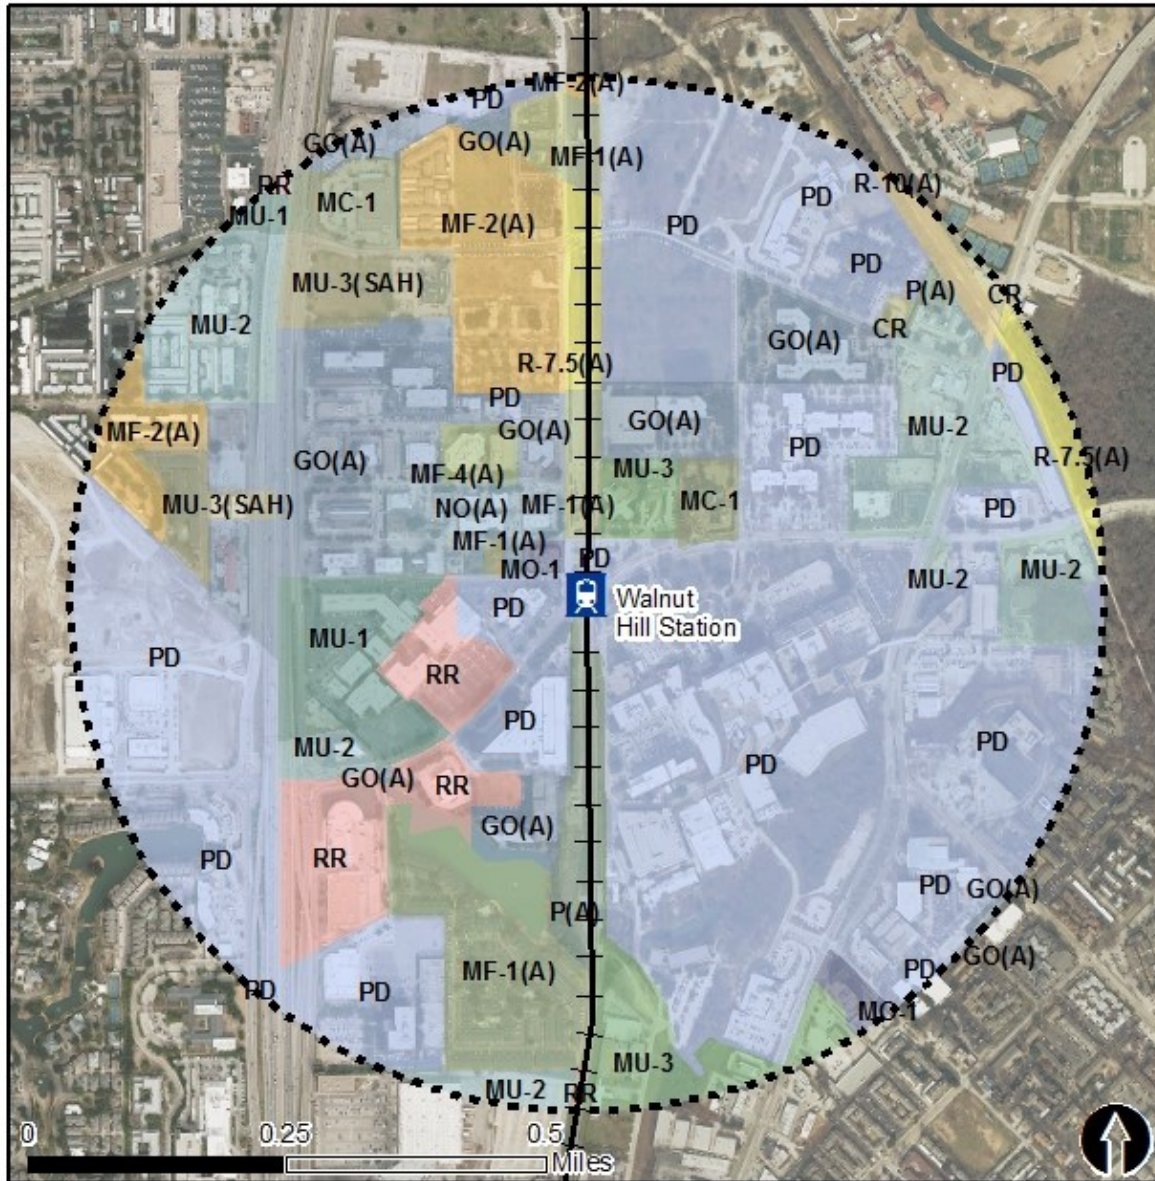 MF-2(A)
PD
GO(A)
GO(A)
MF-1(A)
RR
R-10(A)
PD
MC-1
MU-1
MF-2(A)
PD
PD
MU-3(SAH)
P(A)
CR
MU-2
CR
GO(A)
R-7.5(A)
PD
PD
GO(A)
GO(A)
MU-2
MF-2(A)
PD
R-7.5(A)
GO(A)
MF-4(A)
MU-3
MU-3(SAH)
MC-1
NO(A)
MF-1(A)
PD
MF-1(A)
PD
MO-1
MU-2
MU-2
Walnut
Hill Station
PD
MU-1
PD
RR
PD
PD
MU-2
PD
GO(A)
RR
GO(A)
RR
PD
PD
GO(A)
P(A)
GO(A)
MF-1(A)
PD
PD
PD
MO-1
MU-3
MU-2
RR
0
0.25
0.5
Miles